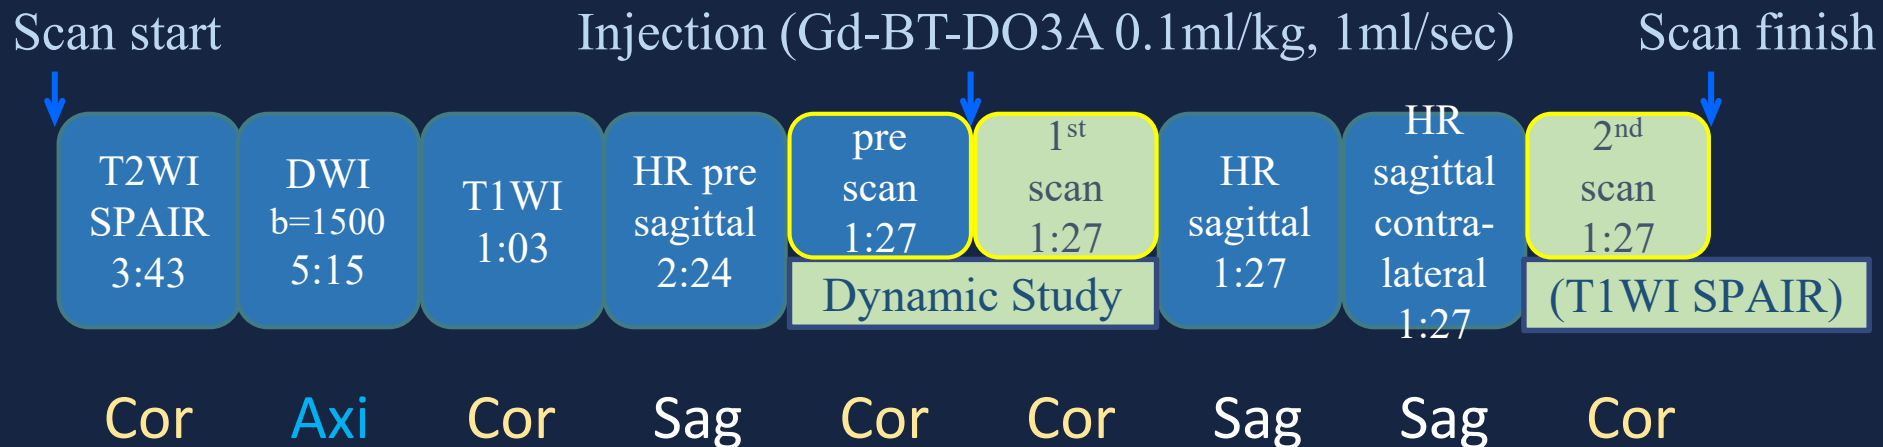 Scan start
Injection (Gd-BT-DO3A 0.1ml/kg, 1ml/sec)
Scan finish
T2WI
SPAIR
3:43
DWI
b=1500
5:15
T1WI
1:03
HR pre
sagittal
2:24
pre
scan
1:27
1st
scan
1:27
Dynamic Study
HR
sagittal
1:27
HR
sagittal
contra-
lateral
1:27
2nd
scan
1:27
(T1WI SPAIR)
Cor
Axi
Cor
Sag
Cor
Cor
Sag
Sag
Cor